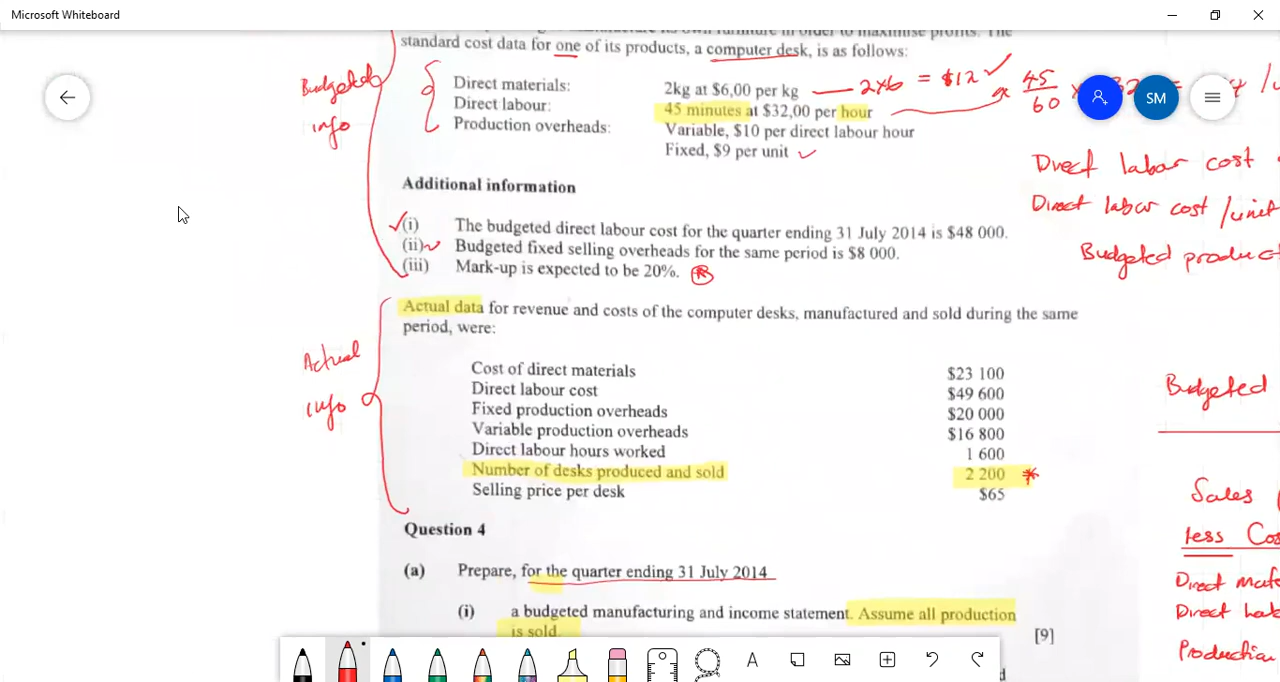 Microsoft Whiteboard
standard cost data for one of its products, a computer desk, is as follows:
Budgeted info
Direct materials: 2kg at $6,00 per kg — 2x6 = $12 ✓
Direct labour: 45 minutes at $32,00 per hour
45
60
SM
Production overheads: Variable, $10 per direct labour hour
Fixed, $9 per unit
Direct labor cost
Direct labor cost /unit
Budgeted product
Additional information
(i) The budgeted direct labour cost for the quarter ending 31 July 2014 is $48 000.
(ii) Budgeted fixed selling overheads for the same period is $8 000.
(iii) Mark-up is expected to be 20%.
Actual data for revenue and costs of the computer desks, manufactured and sold during the same
period, were:
Actual info
Cost of direct materials $23 100
Direct labour cost $49 600
Fixed production overheads $20 000
Variable production overheads $16 800
Direct labour hours worked 1 600
Number of desks produced and sold 2 200 *
Selling price per desk $65
Budgeted
Sales
less Cos
Direct mate
Direct Lab
Production
Question 4
(a) Prepare, for the quarter ending 31 July 2014
(i) a budgeted manufacturing and income statement. Assume all production
is sold. [9]
A